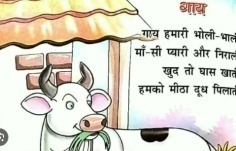 गाय
गाय हमारी भोली-भाली
माँ-सी प्यारी और निराली
खुद तो घास खाती
हमको मीठा दूध पिलाती